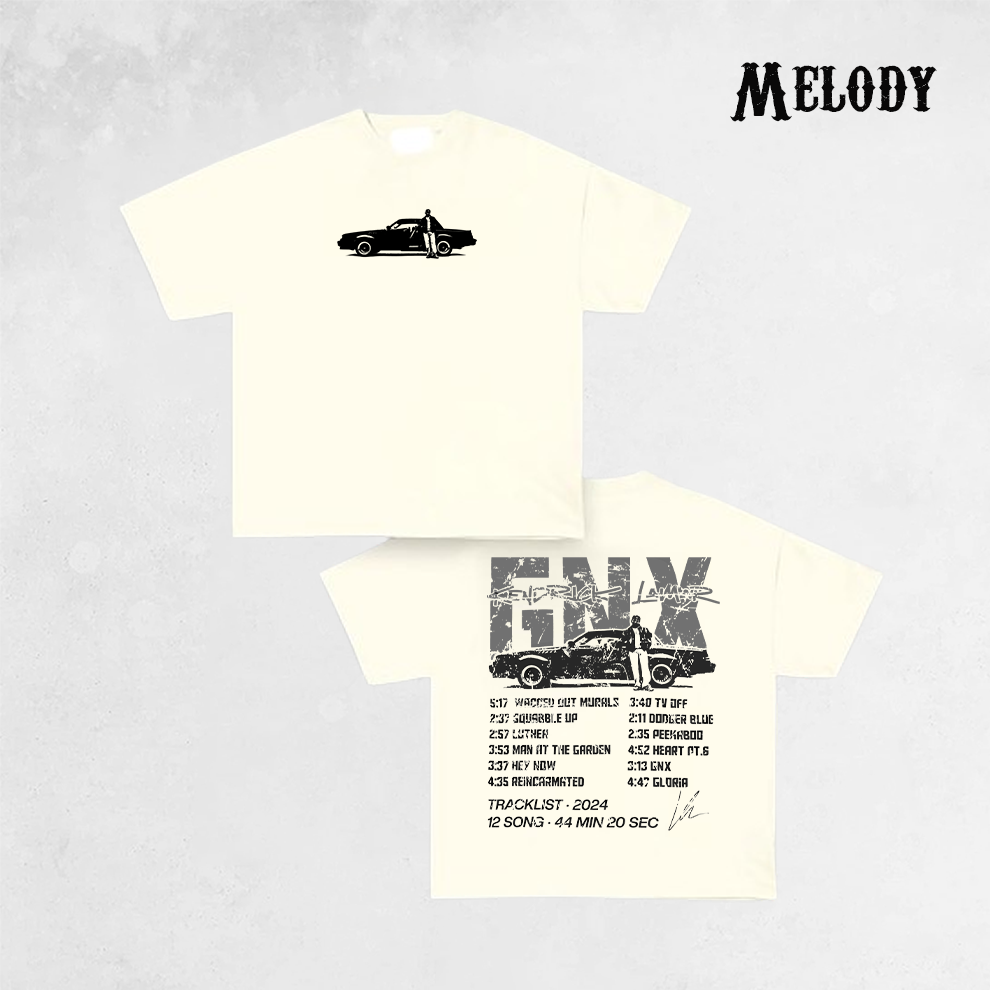 MELODY
GNX
KENDRICK LAMAR
5:17 WACCED OUT MURALS 3:40 TV OFF
2:37 SQUABBLE UP 2:11 DODGER BLUE
2:57 LUTHER 2:35 PEEKABOO
3:53 MAN AT THE GARDEN 4:52 HEART PT.6
3:37 HEY NOW 3:13 GNX
4:35 REINCARNATED 4:47 GLORIA
TRACKLIST · 2024
12 SONG · 44 MIN 20 SEC